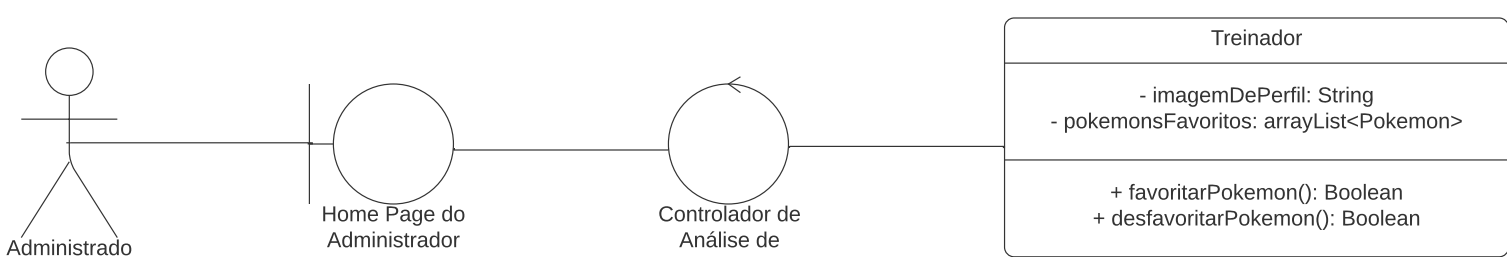 Administrado
Home Page do
Administrador
Controlador de
Análise de
Treinador
- imagemDePerfil: String
- pokemonsFavoritos: arrayList<Pokemon>
+ favoritarPokemon(): Boolean
+ desfavoritarPokemon(): Boolean